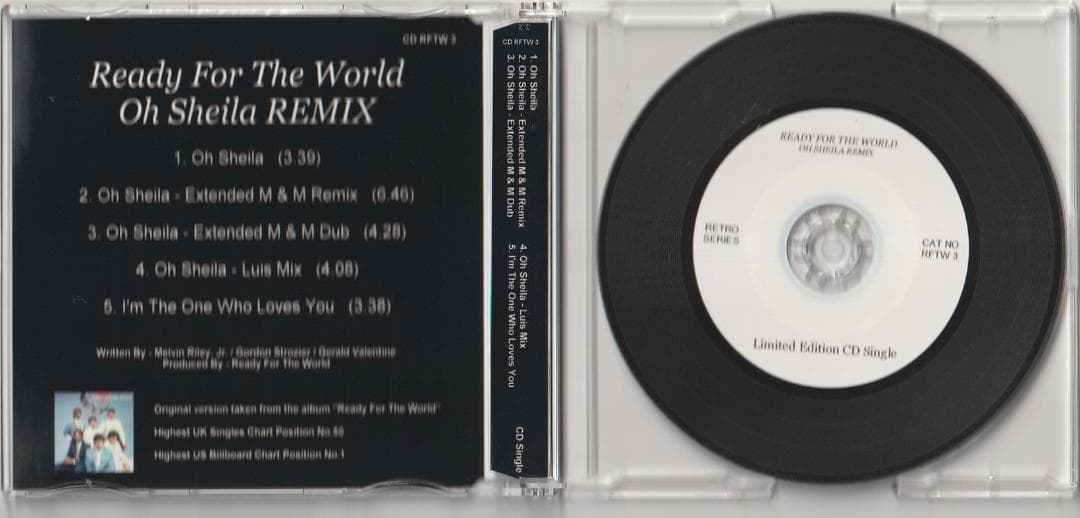 CD RFTW 3
Ready For The World
Oh Sheila REMIX
1. Oh Sheila (3.39)
2. Oh Sheila - Extended M & M Remix (6.46)
3. Oh Sheila - Extended M & M Dub (4.28)
4. Oh Sheila - Luis Mix (4.08)
5. I'm The One Who Loves You (3.38)
Written By - Melvin Riley, Jr. / Gordon Strozier / Gerald Valentine
Produced By - Ready For The World
Original version taken from the album "Ready For The World"
Highest UK Singles Chart Position No.50
Highest US Billboard Chart Position No.1
CD RFTW 3
1. Oh Sheila
2. Oh Sheila - Extended M & M Remix
3. Oh Sheila - Extended M & M Dub
4. Oh Sheila - Luis Mix
5. I'm The One Who Loves You
CD Single
READY FOR THE WORLD
OH SHEILA REMIX
RETRO
SERIES
CAT NO
RFTW 3
Limited Edition CD Single